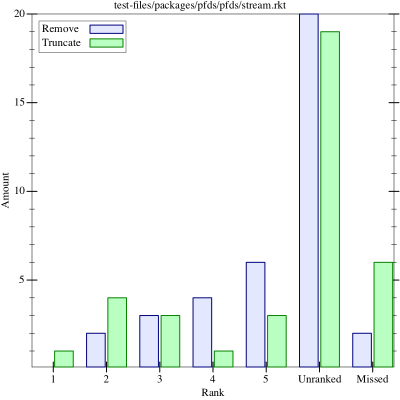 test-files/packages/pfds/pfds/stream.rkt
20
Remove
Truncate
15
Amount
10
5
1 2 3 4 5 Unranked Missed
Rank